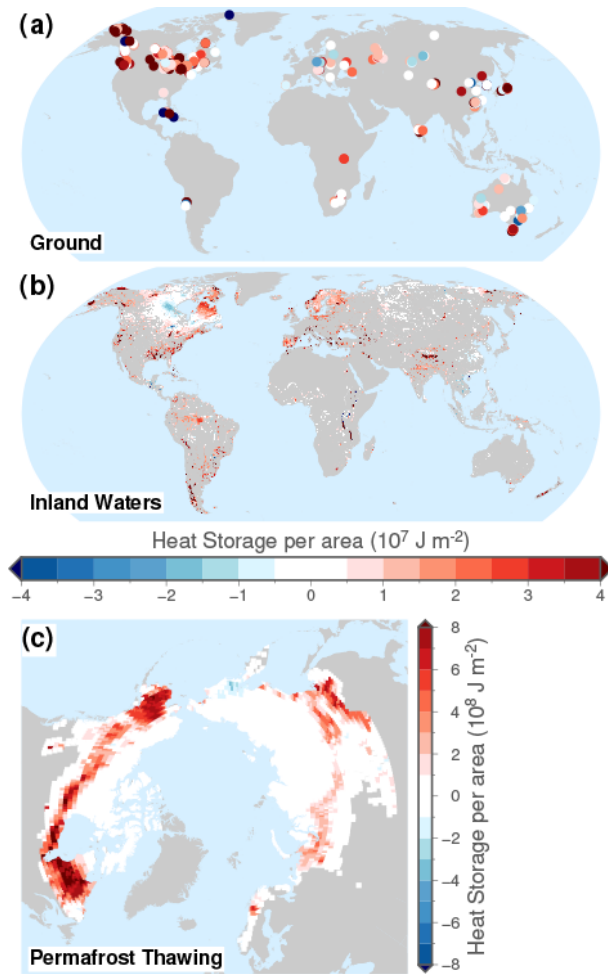 (a)
Ground
(b)
Inland Waters
Heat Storage per area (10⁷ J m⁻²)
−4 −3 −2 −1 0 1 2 3 4
(c)
8
6
4
2
0
−2
−4
−6
−8
Heat Storage per area (10⁸ J m⁻²)
Permafrost Thawing